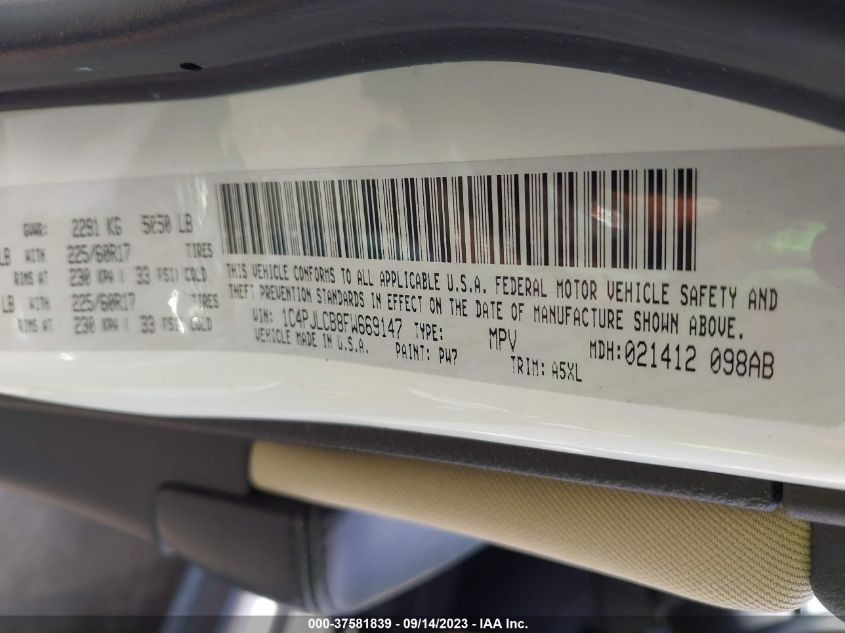 GVWR: 2291 KG 5050 LB
LB WITH 225/60R17 TIRES
RIMS AT 230 KPA ( 33 PSI) COLD
LB WITH 225/60R17 TIRES
RIMS AT 230 KPA ( 33 PSI) COLD
THIS VEHICLE CONFORMS TO ALL APPLICABLE U.S.A. FEDERAL MOTOR VEHICLE SAFETY AND
THEFT PREVENTION STANDARDS IN EFFECT ON THE DATE OF MANUFACTURE SHOWN ABOVE.
VIN: 1C4PJLCB8FW669147 TYPE: MPV MDH:021412 098AB
VEHICLE MADE IN U.S.A. PAINT: PW7 TRIM: A5XL
000-37581839 - 09/14/2023 - IAA Inc.